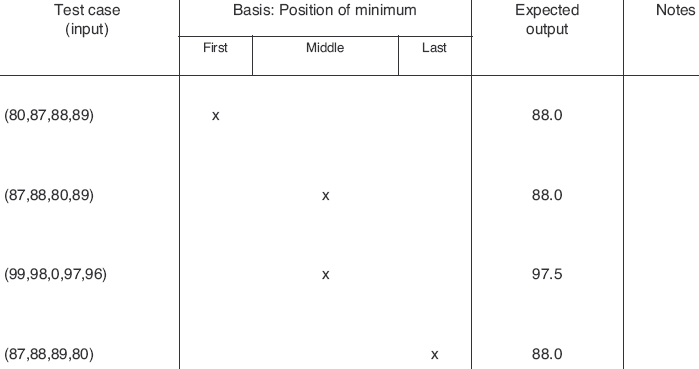 Test case Basis: Position of minimum Expected Notes
(input) output
First Middle Last
(80,87,88,89) x 88.0
(87,88,80,89) x 88.0
(99,98,0,97,96) x 97.5
(87,88,89,80) x 88.0